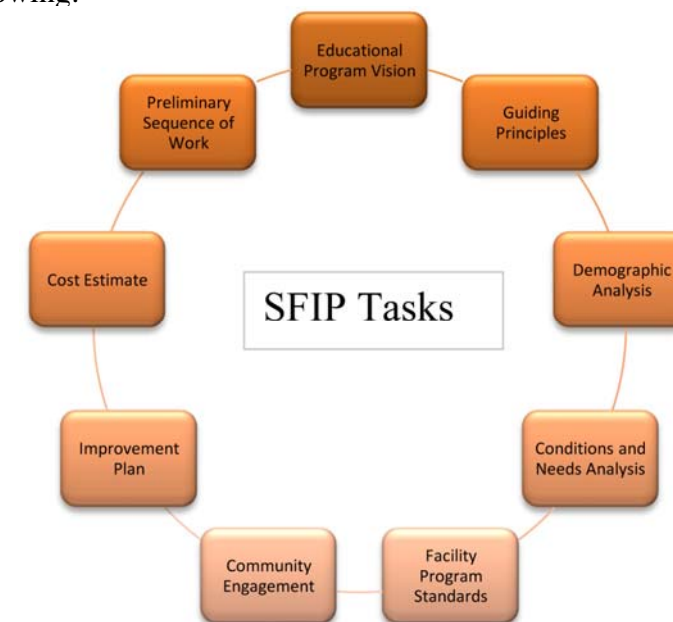 Educational
Program Vision
Guiding
Principles
Demographic
Analysis
Conditions and
Needs Analysis
Facility
Program
Standards
Community
Engagement
Improvement
Plan
Cost Estimate
Preliminary
Sequence of
Work
SFIP Tasks